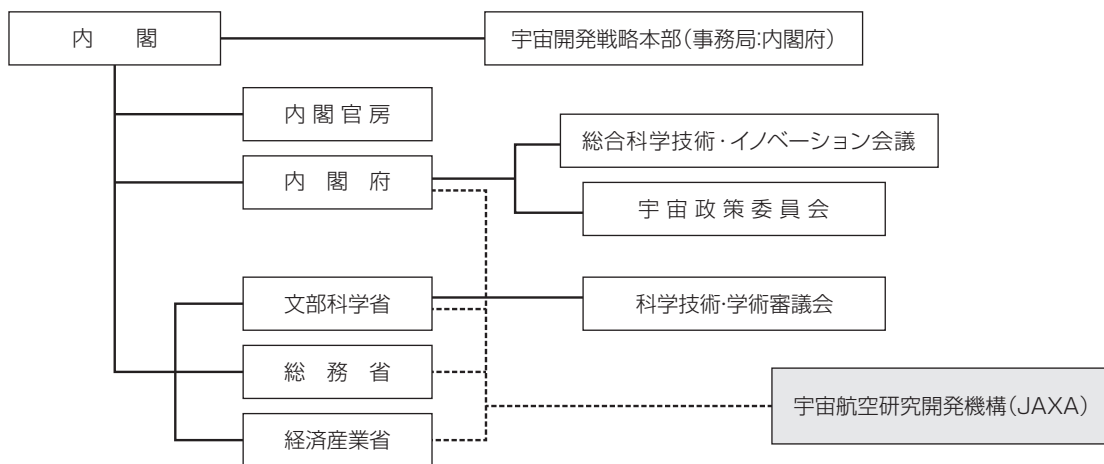 内閣
宇宙開発戦略本部(事務局:内閣府)
内閣官房
総合科学技術・イノベーション会議
内閣府
宇宙政策委員会
文部科学省
科学技術・学術審議会
総務省
宇宙航空研究開発機構(JAXA)
経済産業省